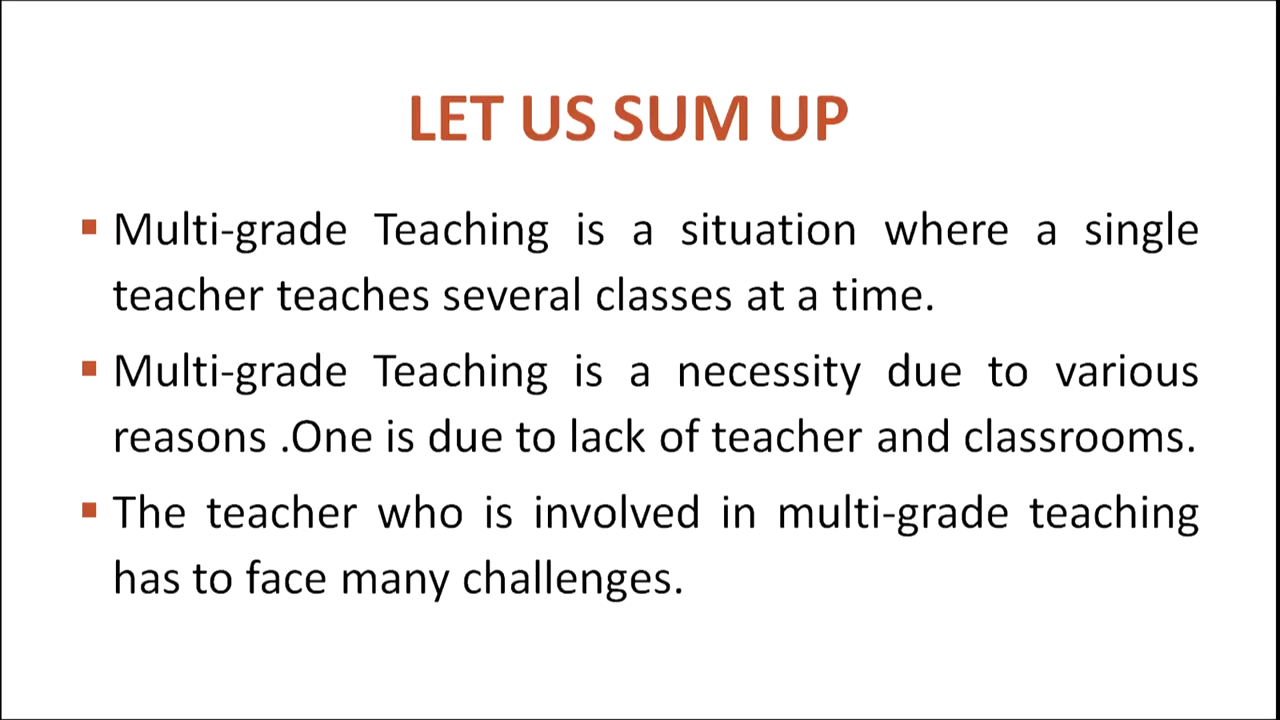 LET US SUM UP
▪ Multi-grade Teaching is a situation where a single
teacher teaches several classes at a time.
▪ Multi-grade Teaching is a necessity due to various
reasons .One is due to lack of teacher and classrooms.
▪ The teacher who is involved in multi-grade teaching
has to face many challenges.